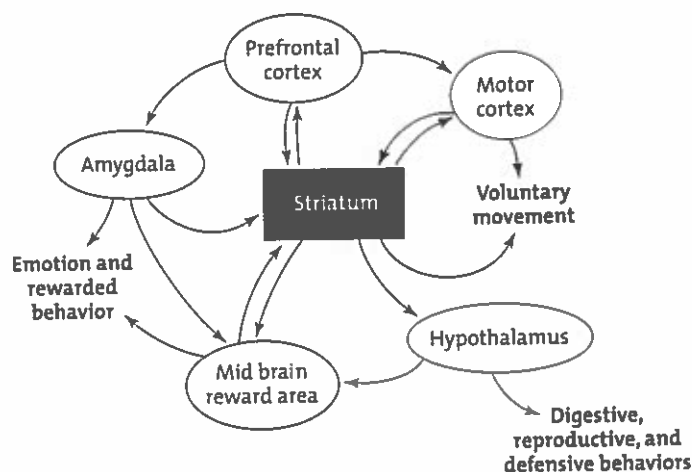 Prefrontal
cortex
Motor
cortex
Amygdala
Striatum
Voluntary
movement
Emotion and
rewarded
behavior
Hypothalamus
Mid brain
reward area
Digestive,
reproductive, and
defensive behaviors